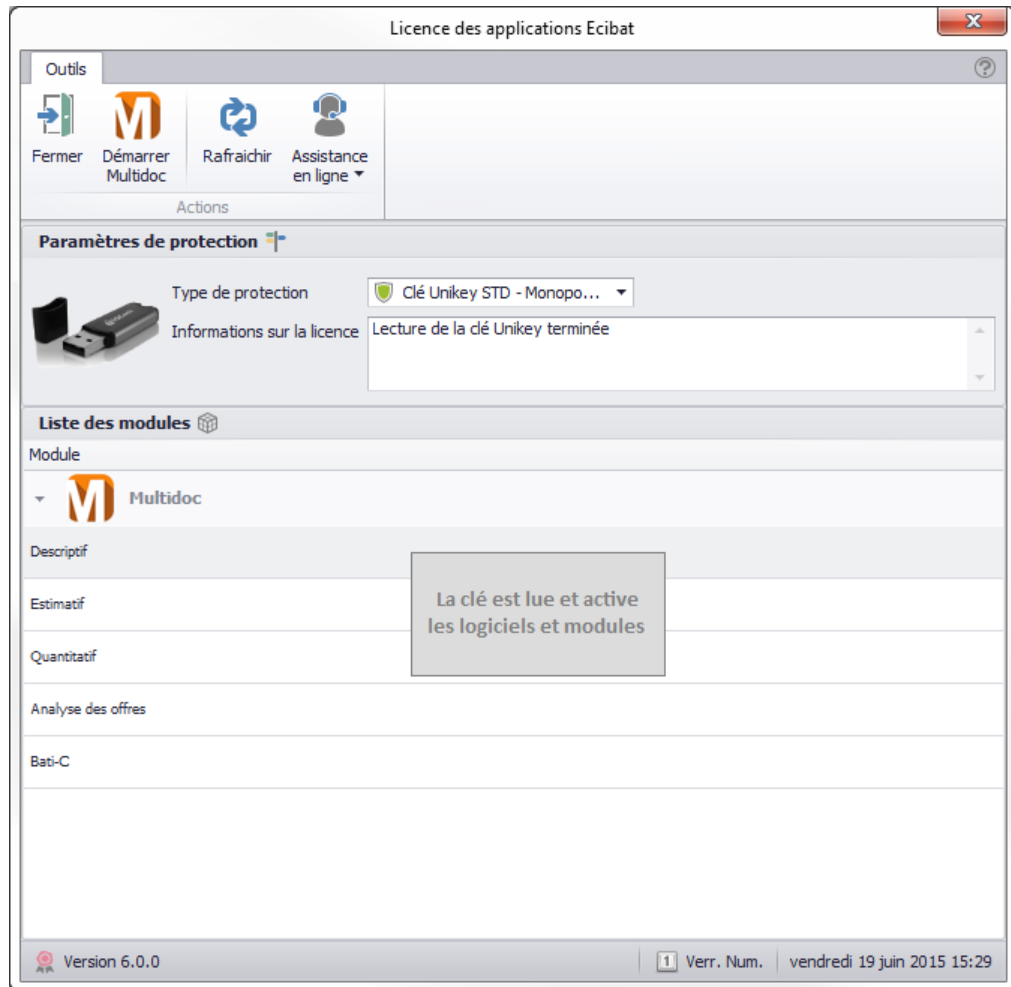 Licence des applications Ecibat
Outils
Fermer
Démarrer
Multidoc
Rafraichir
Assistance
en ligne
Actions
Paramètres de protection
Type de protection
Clé Unikey STD - Monopo...
Informations sur la licence
Lecture de la clé Unikey terminée
Liste des modules
Module
Multidoc
Descriptif
La clé est lue et active
les logiciels et modules
Estimatif
Quantitatif
Analyse des offres
Bati-C
Version 6.0.0
1 Verr. Num.
vendredi 19 juin 2015 15:29